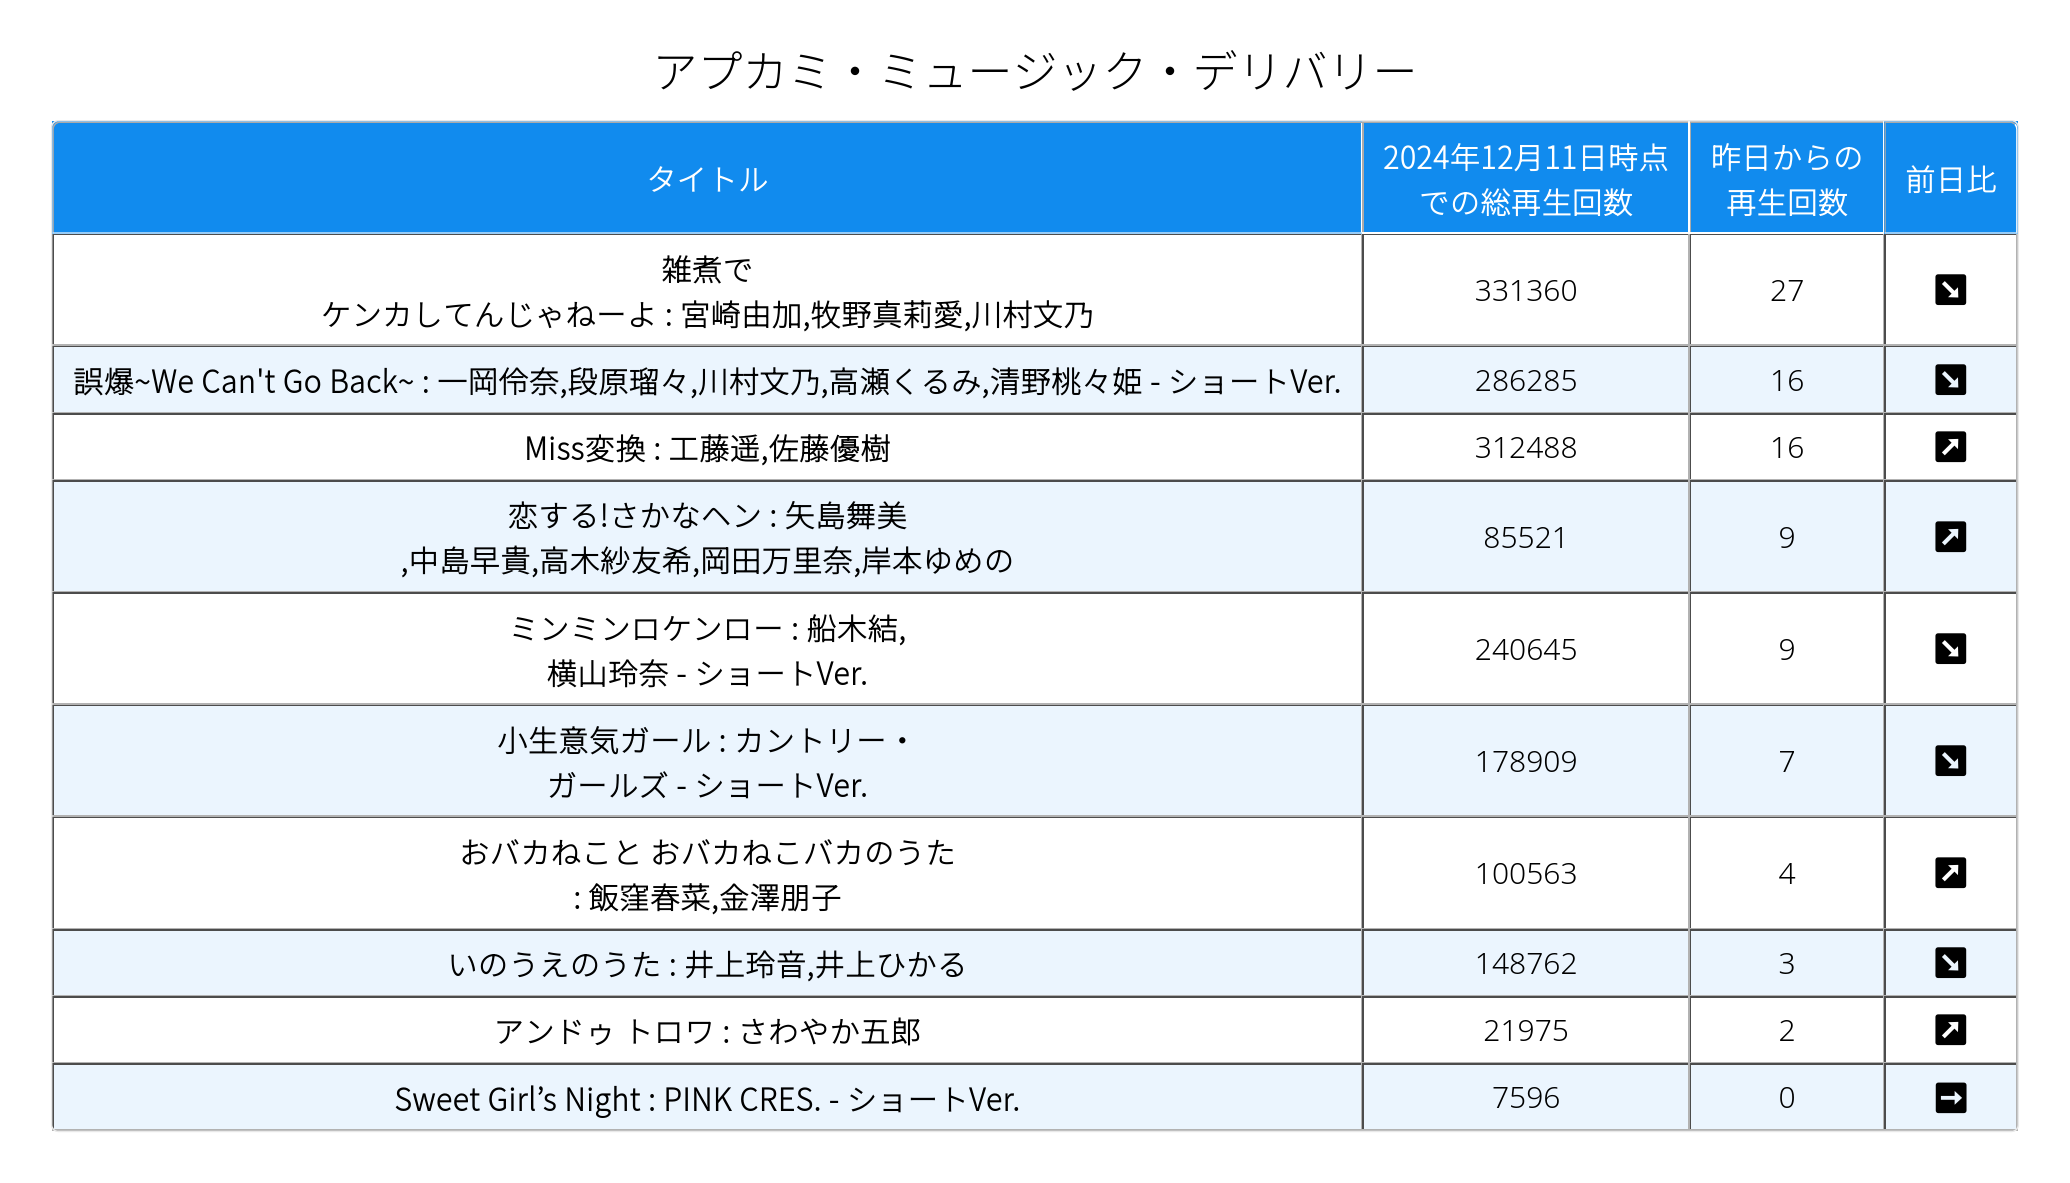 アプカミ・ミュージック・デリバリー
タイトル
2024年12月11日時点
での総再生回数
昨日からの
再生回数
前日比
雑煮で
ケンカしてんじゃねーよ : 宮崎由加,牧野真莉愛,川村文乃
331360
27
誤爆~We Can't Go Back~ : 一岡伶奈,段原瑠々,川村文乃,高瀬くるみ,清野桃々姫 - ショートVer.
286285
16
Miss変換 : 工藤遥,佐藤優樹
312488
16
恋する!さかなヘン : 矢島舞美
,中島早貴,高木紗友希,岡田万里奈,岸本ゆめの
85521
9
ミンミンロケンロー : 船木結,
横山玲奈 - ショートVer.
240645
9
小生意気ガール : カントリー・
ガールズ - ショートVer.
178909
7
おバカねこと おバカねこバカのうた
: 飯窪春菜,金澤朋子
100563
4
いのうえのうた : 井上玲音,井上ひかる
148762
3
アンドゥ トロワ : さわやか五郎
21975
2
Sweet Girl’s Night : PINK CRES. - ショートVer.
7596
0